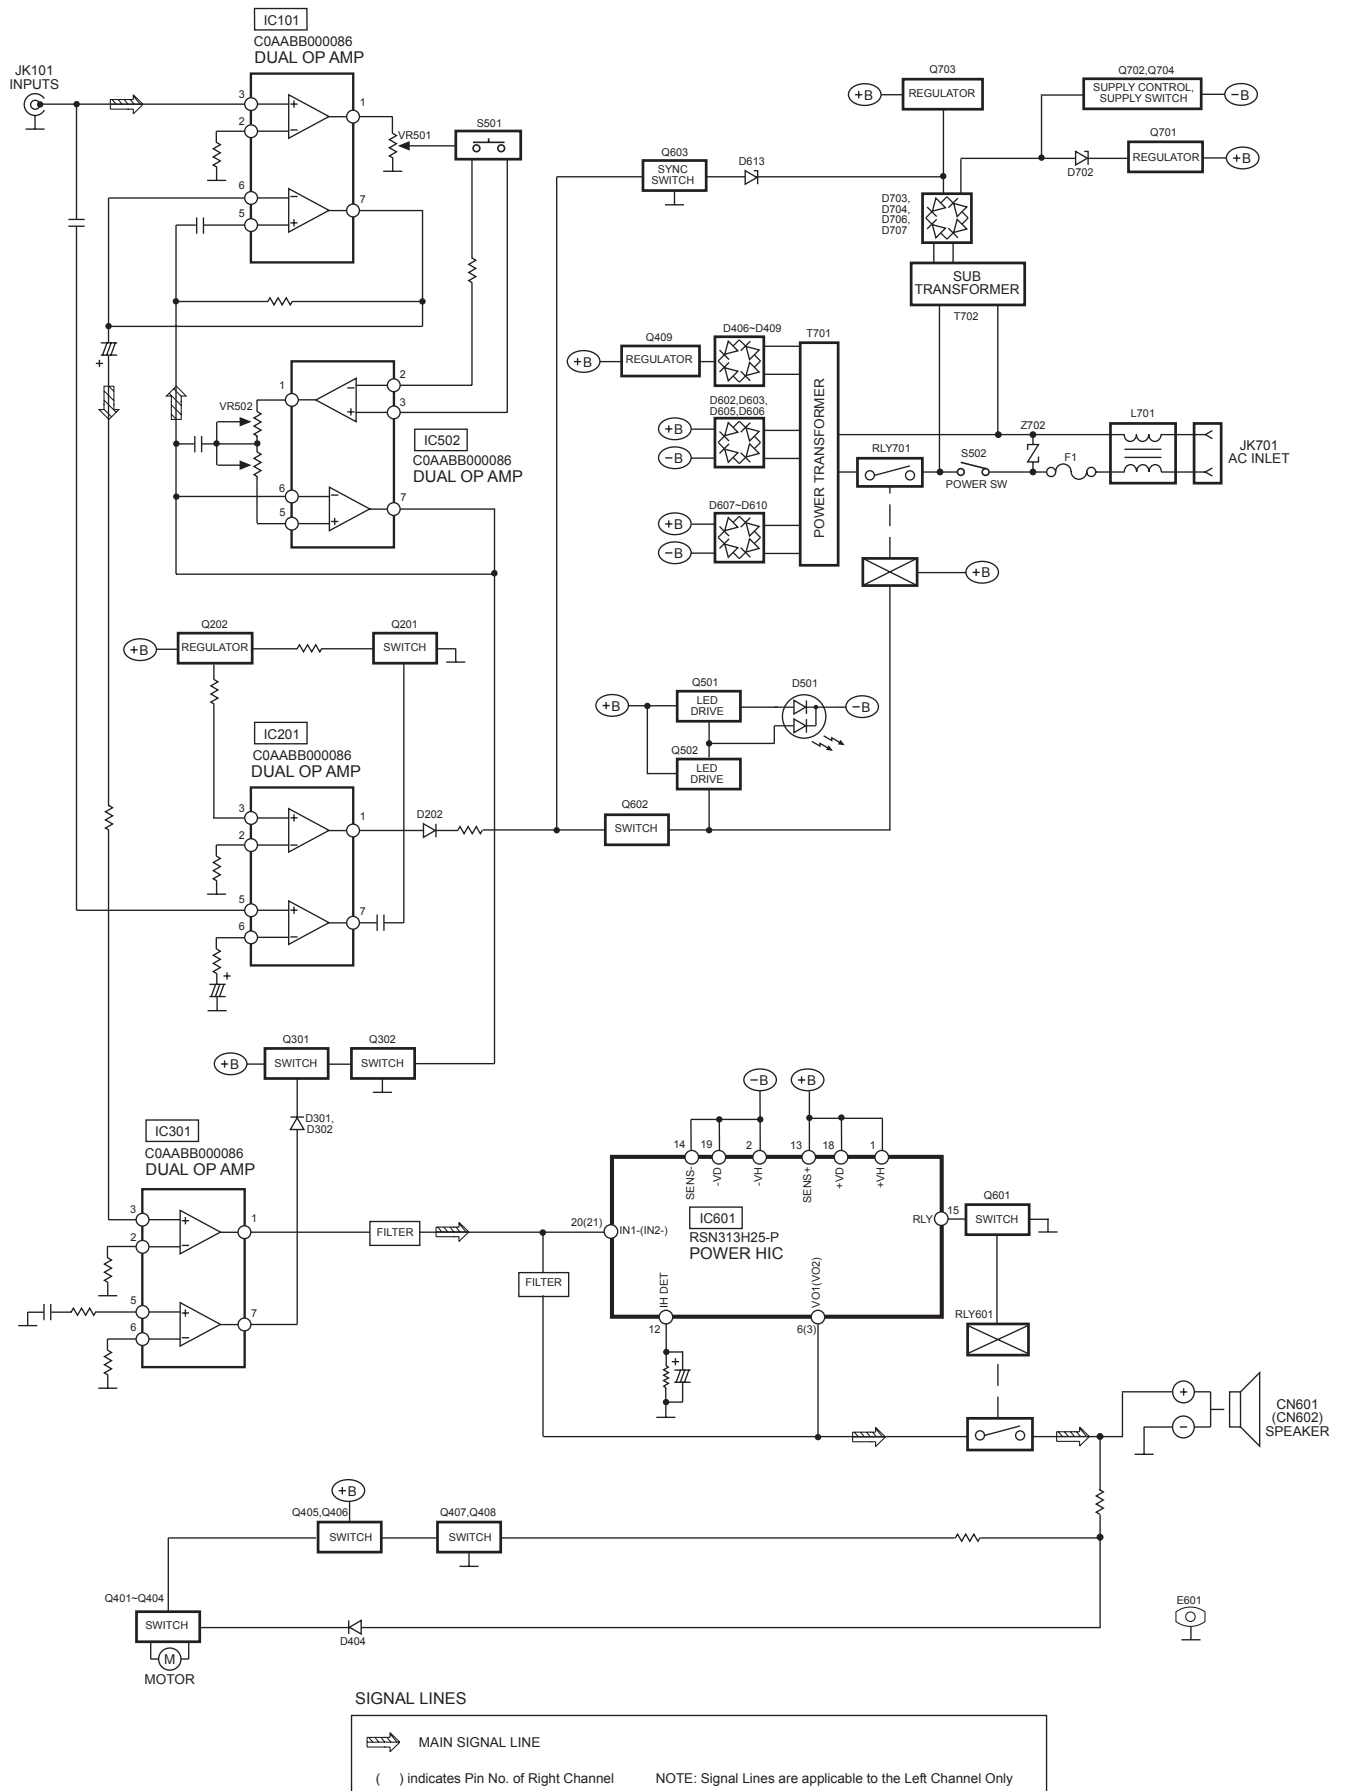 IC101
C0AABB000086
DUAL OP AMP
JK101
INPUTS
3
1
2
6
7
5
+
−
−
+
VR501
S501
Q703
+B
REGULATOR
Q702,Q704
SUPPLY CONTROL,
SUPPLY SWITCH
−B
Q701
REGULATOR
+B
D702
Q603
SYNC
SWITCH
D613
D703,
D704,
D706,
D707
SUB
TRANSFORMER
T702
+
1
2
3
−
+
VR502
IC502
C0AABB000086
DUAL OP AMP
6
7
5
−
+
Q409
+B
REGULATOR
D406~D409
T701
D602,D603,
D605,D606
+B
−B
D607~D610
+B
−B
POWER TRANSFORMER
RLY701
S502
POWER SW
Z702
F1
L701
JK701
AC INLET
+B
Q202
+B
REGULATOR
Q201
SWITCH
IC201
C0AABB000086
DUAL OP AMP
3
1
2
+
−
D202
5
7
6
+
−
+
Q501
+B
LED
DRIVE
D501
−B
Q502
LED
DRIVE
Q602
SWITCH
Q301
+B
SWITCH
Q302
SWITCH
D301,
D302
IC301
C0AABB000086
DUAL OP AMP
3
1
2
+
−
5
7
6
+
−
FILTER
FILTER
−B
+B
14
19
2
13
18
1
SENS-
-VD
-VH
SENS+
+VD
+VH
20(21)
IN1-(IN2-)
IC601
RSN313H25-P
POWER HIC
RLY
15
Q601
SWITCH
IH DET
VO1(VO2)
12
6(3)
+
RLY601
+
−
CN601
(CN602)
SPEAKER
+B
Q405,Q406
SWITCH
Q407,Q408
SWITCH
Q401~Q404
SWITCH
M
MOTOR
D404
E601
SIGNAL LINES
MAIN SIGNAL LINE
( ) indicates Pin No. of Right Channel
NOTE: Signal Lines are applicable to the Left Channel Only